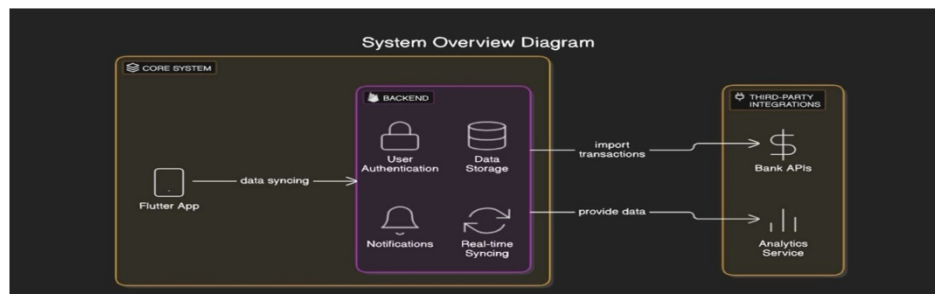 System Overview Diagram
CORE SYSTEM
BACKEND
THIRD-PARTY
INTEGRATIONS
User
Authentication
Data
Storage
import
transactions
Bank APIs
data syncing
Flutter App
Notifications
Real-time
Syncing
provide data
Analytics
Service